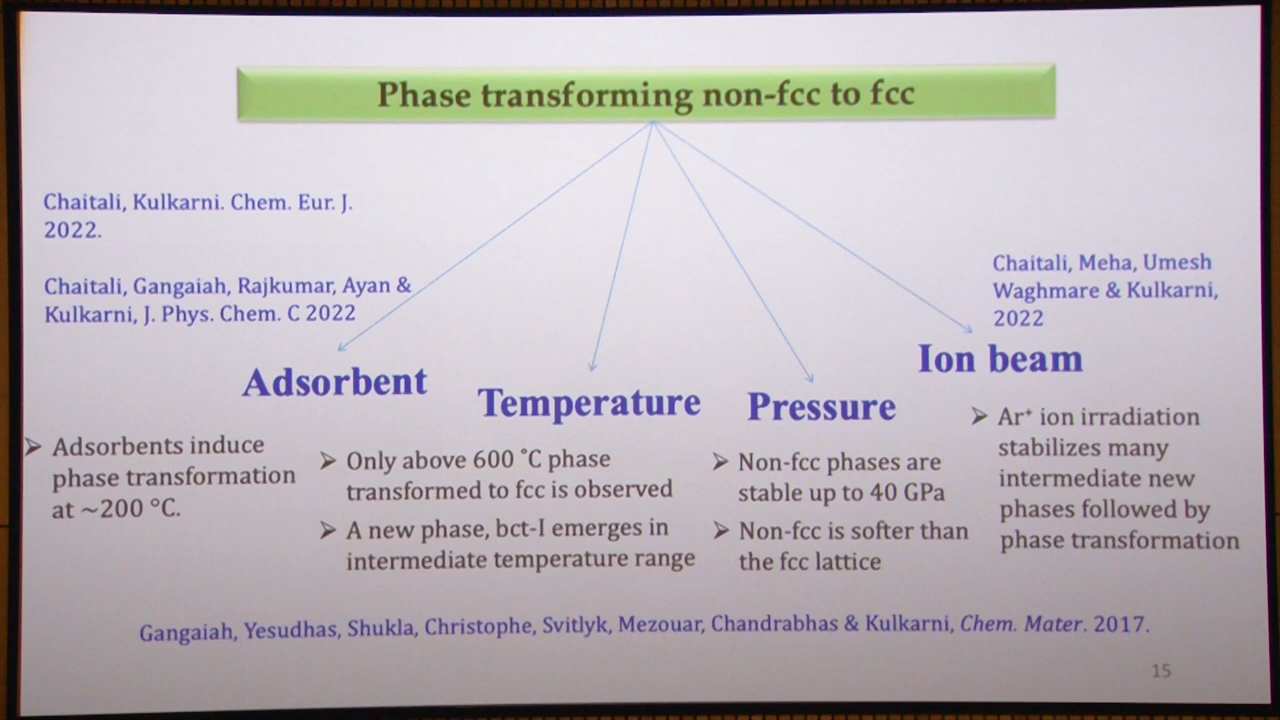 Phase transforming non-fcc to fcc
Chaitali, Kulkarni. Chem. Eur. J.
2022.
Chaitali, Gangaiah, Rajkumar, Ayan &
Kulkarni, J. Phys. Chem. C 2022
Chaitali, Meha, Umesh
Waghmare & Kulkarni,
2022
Adsorbent
➢ Adsorbents induce
phase transformation
at ~200 °C.
Temperature
➢ Only above 600 ˚C phase
transformed to fcc is observed
➢ A new phase, bct-I emerges in
intermediate temperature range
Pressure
➢ Non-fcc phases are
stable up to 40 GPa
➢ Non-fcc is softer than
the fcc lattice
Ion beam
➢ Ar⁺ ion irradiation
stabilizes many
intermediate new
phases followed by
phase transformation
Gangaiah, Yesudhas, Shukla, Christophe, Svitlyk, Mezouar, Chandrabhas & Kulkarni, Chem. Mater. 2017.
15